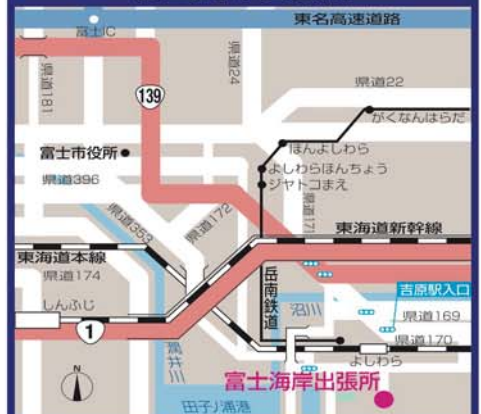 東名高速道路
富士IC
県道181
県道24
県道22
139
がくなんはらだ
ほんよしわら
富士市役所
よしわらほんちょう
県道396
ジヤトコまえ
県道353
県道172
県道171
東海道新幹線
東海道本線
県道174
岳南鉄道
吉原駅入口
しんふじ
沼川
県道169
1
県道170
潤井川
よしわら
N
富士海岸出張所
田子ノ浦港